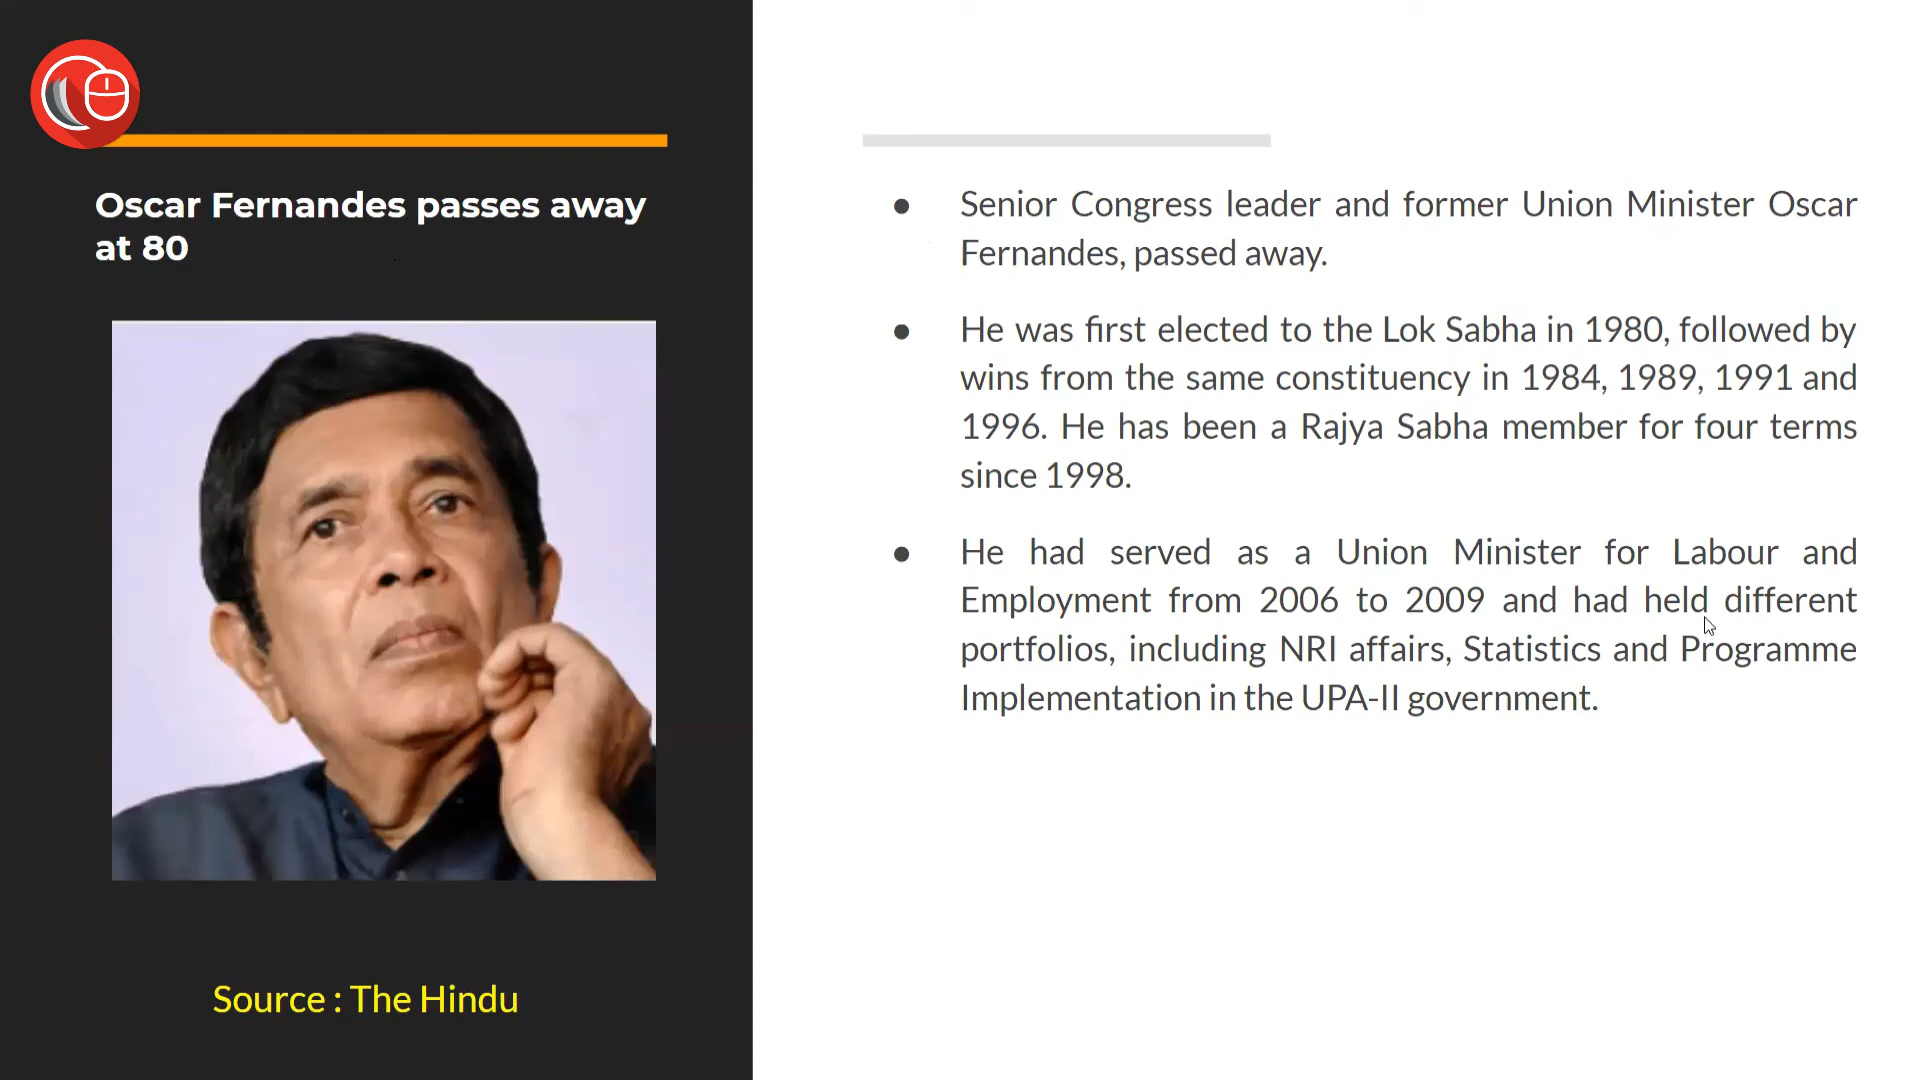 Oscar Fernandes passes away
at 80
Source : The Hindu
● Senior Congress leader and former Union Minister Oscar
Fernandes, passed away.
● He was first elected to the Lok Sabha in 1980, followed by
wins from the same constituency in 1984, 1989, 1991 and
1996. He has been a Rajya Sabha member for four terms
since 1998.
● He had served as a Union Minister for Labour and
Employment from 2006 to 2009 and had held different
portfolios, including NRI affairs, Statistics and Programme
Implementation in the UPA-II government.